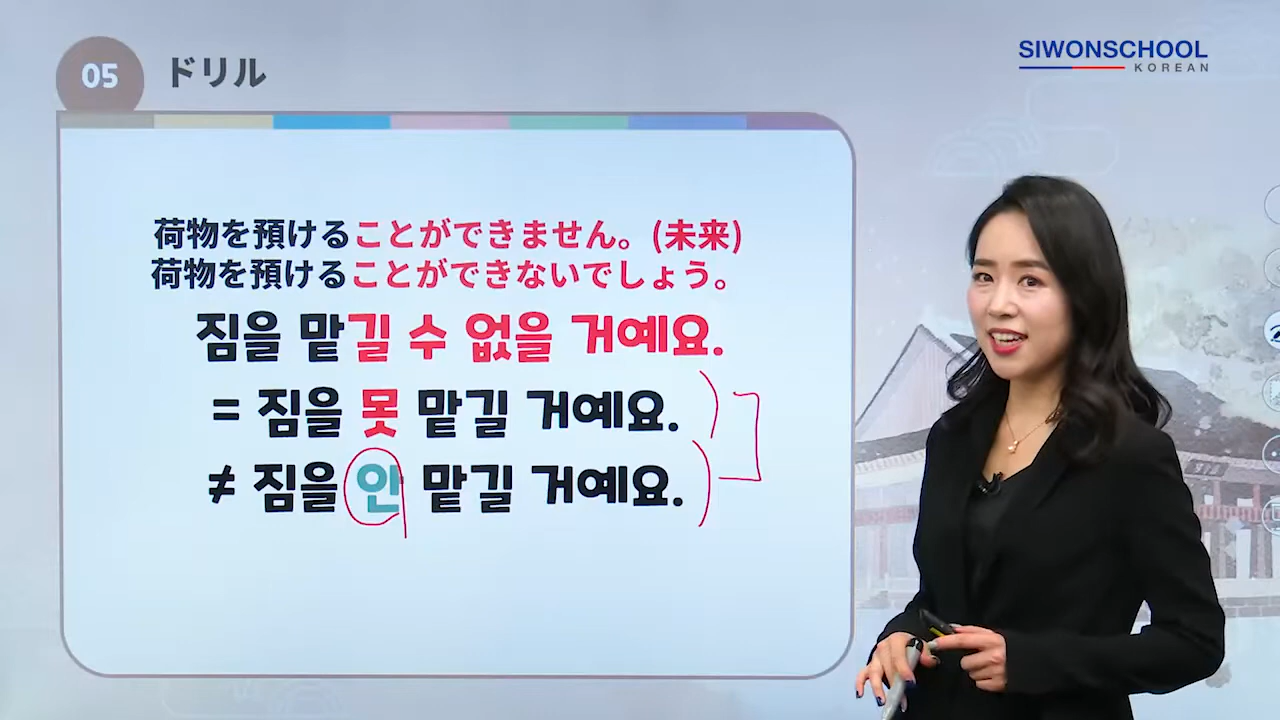 05 ドリル
SIWONSCHOOL
KOREAN
荷物を預けることができません。(未来)
荷物を預けることができないでしょう。
짐을 맡길 수 없을 거예요.
= 짐을 못 맡길 거예요.
≠ 짐을 안 맡길 거예요.